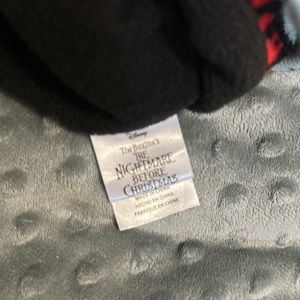 Disney
TIM BURTON'S
THE
NIGHTMARE
BEFORE
CHRISTMAS
MADE IN CHINA
HECHO EN CHINA
FABRIQUÉ EN CHINE